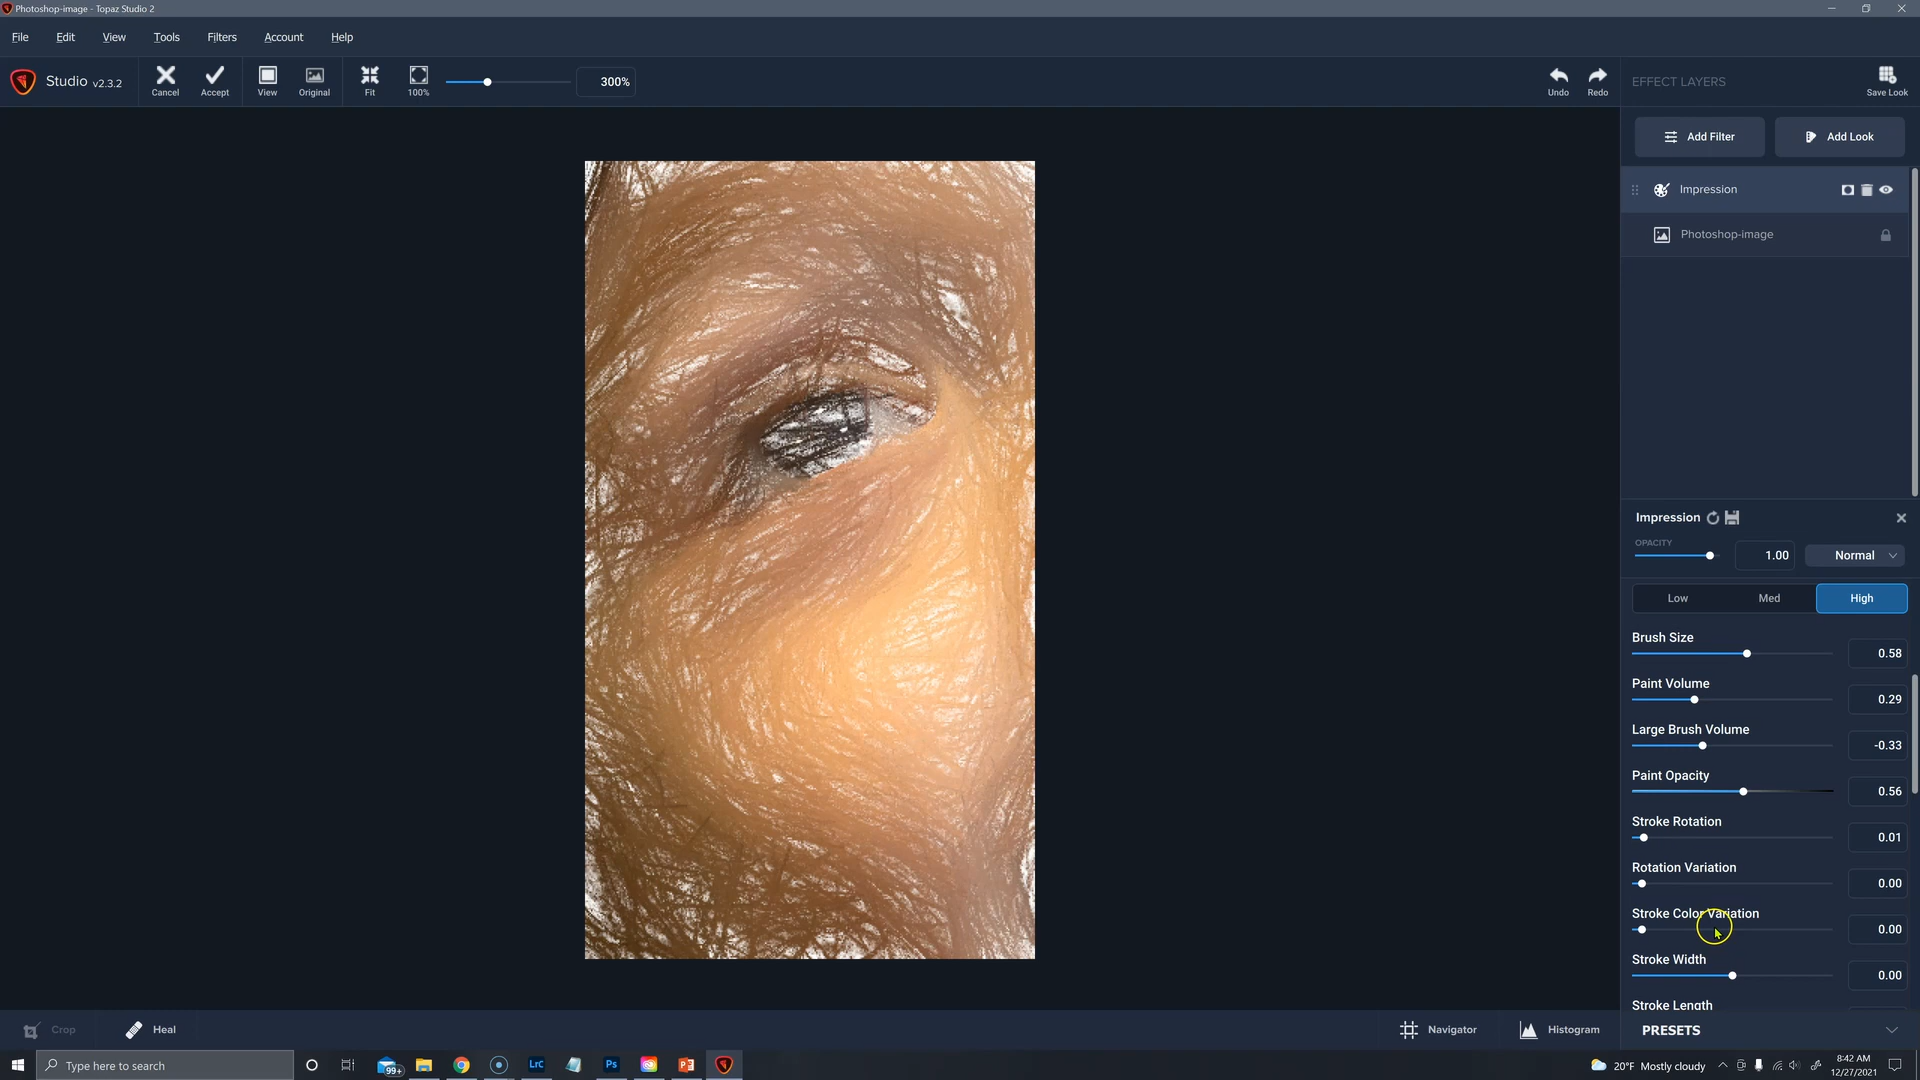 Photoshop-image - Topaz Studio 2
File Edit View Tools Filters Account Help
Studio v2.3.2
Cancel Accept View Original Fit 100% 300% Undo Redo
EFFECT LAYERS Save Look
Add Filter Add Look
Impression
Photoshop-image
Impression
OPACITY 1.00 Normal
Low Med High
Brush Size 0.58
Paint Volume 0.29
Large Brush Volume -0.33
Paint Opacity 0.56
Stroke Rotation 0.01
Rotation Variation 0.00
Stroke Color Variation 0.00
Stroke Width 0.00
Stroke Length
Crop Heal Navigator Histogram PRESETS
Type here to search 99+ LrC Ps 20°F Mostly cloudy 8:42 AM
12/27/2021